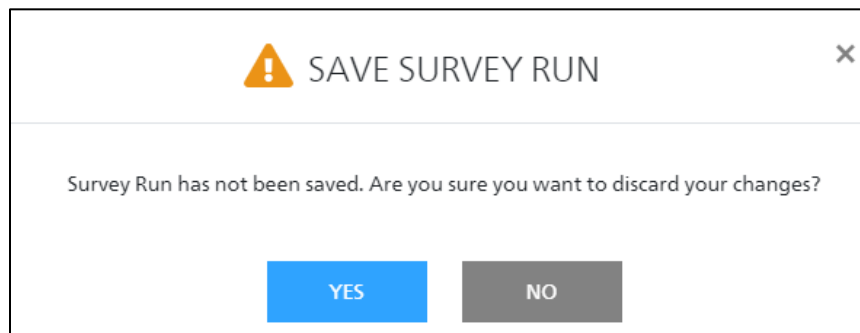 SAVE SURVEY RUN
Survey Run has not been saved. Are you sure you want to discard your changes?
YES NO